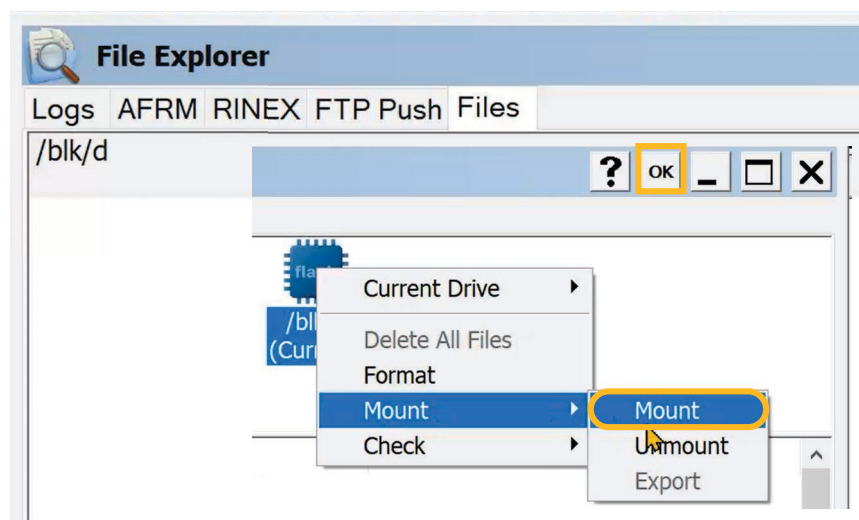 File Explorer
Logs AFRM RINEX FTP Push Files
/blk/d
? OK
Current Drive
Delete All Files
Format
Mount Mount
Check Unmount
Export